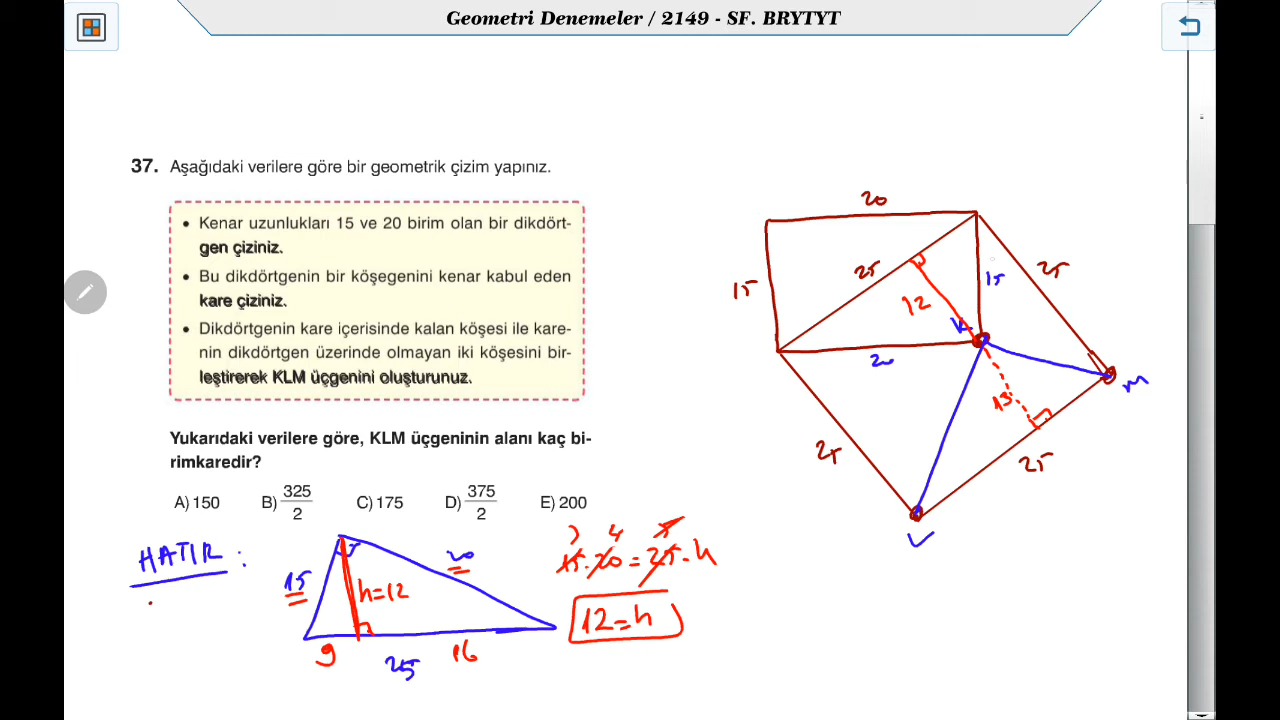 Geometri Denemeler / 2149 - SF. BRYTYT
37. Aşağıdaki verilere göre bir geometrik çizim yapınız.
• Kenar uzunlukları 15 ve 20 birim olan bir dikdört-
gen çiziniz.
• Bu dikdörtgenin bir köşegenini kenar kabul eden
kare çiziniz.
• Dikdörtgenin kare içerisinde kalan köşesi ile kare-
nin dikdörtgen üzerinde olmayan iki köşesini bir-
leştirerek KLM üçgenini oluşturunuz.
Yukarıdaki verilere göre, KLM üçgeninin alanı kaç bi-
rimkaredir?
A) 150 B) 325/2 C) 175 D) 375/2 E) 200
HATIR :
15
20
h=12
9
16
25
3 4 5
15.20=25.h
12=h
20
15
25
15
25
12
K
20
13
M
25
25
L